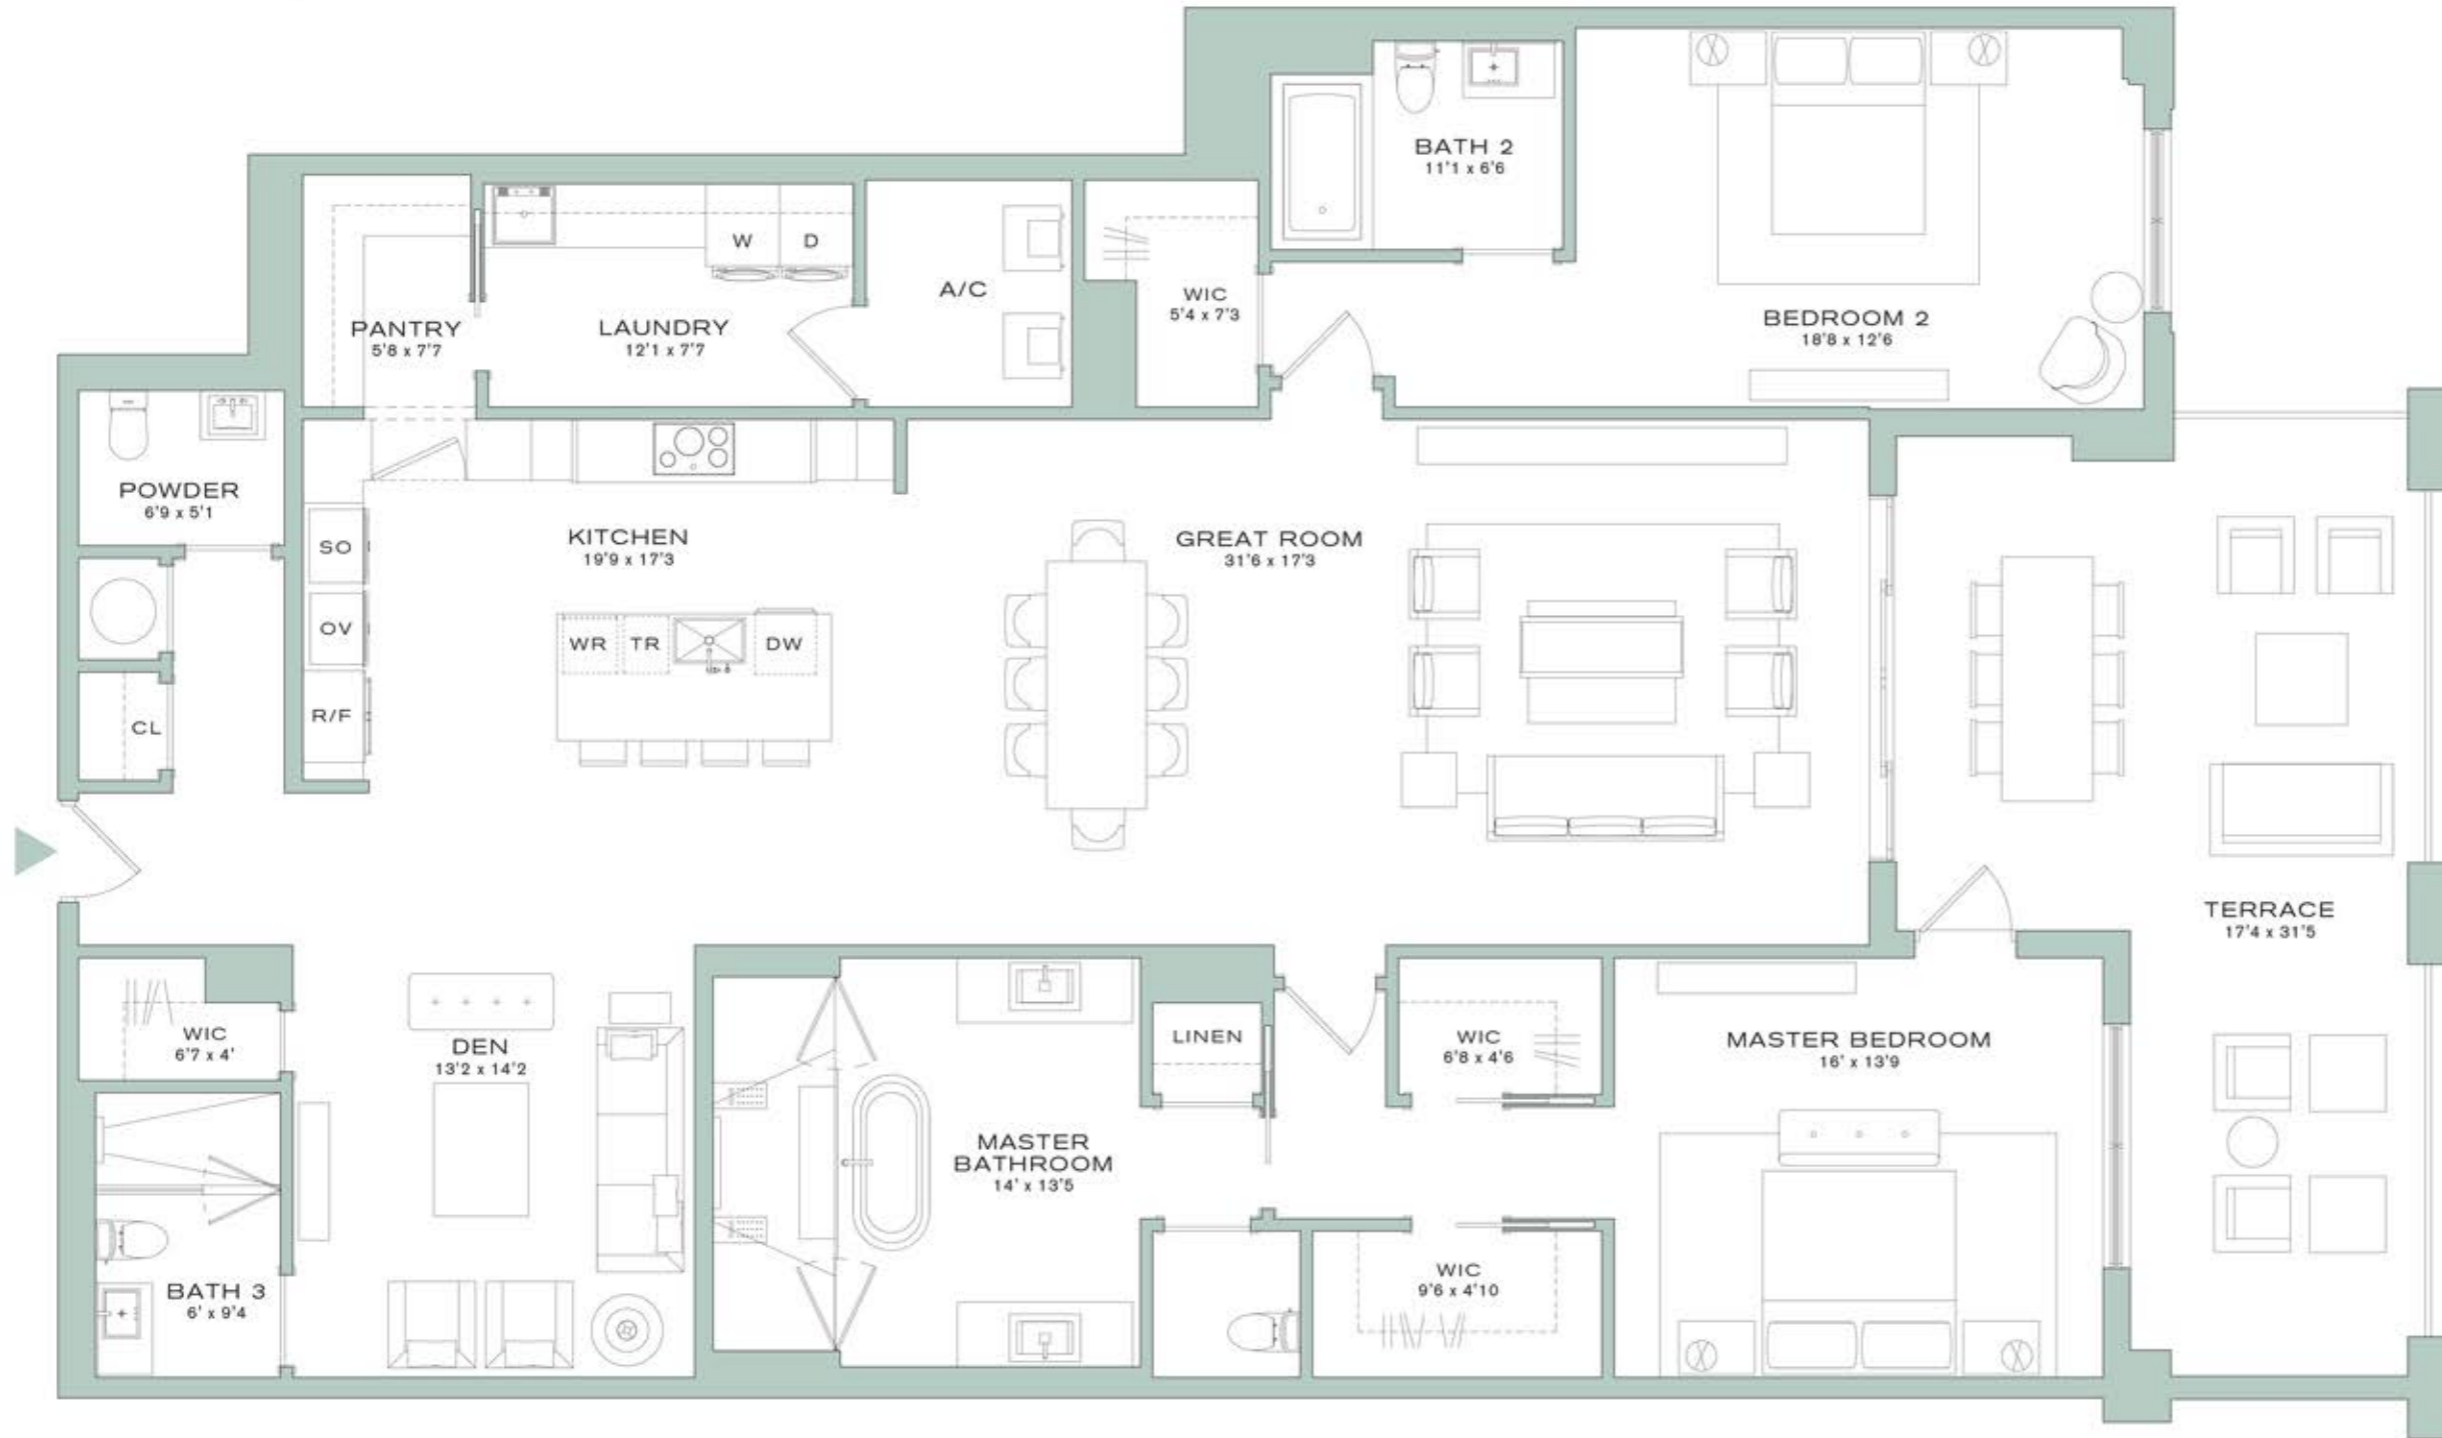 BATH 2
11'1 x 6'6
W
D
A/C
WIC
5'4 x 7'3
BEDROOM 2
18'8 x 12'6
PANTRY
5'8 x 7'7
LAUNDRY
12'1 x 7'7
POWDER
6'9 x 5'1
SO
KITCHEN
19'9 x 17'3
GREAT ROOM
31'6 x 17'3
OV
WR
TR
DW
R/F
CL
TERRACE
17'4 x 31'5
WIC
6'7 x 4'
DEN
13'2 x 14'2
LINEN
WIC
6'8 x 4'6
MASTER BEDROOM
16' x 13'9
MASTER
BATHROOM
14' x 13'5
BATH 3
6' x 9'4
WIC
9'6 x 4'10